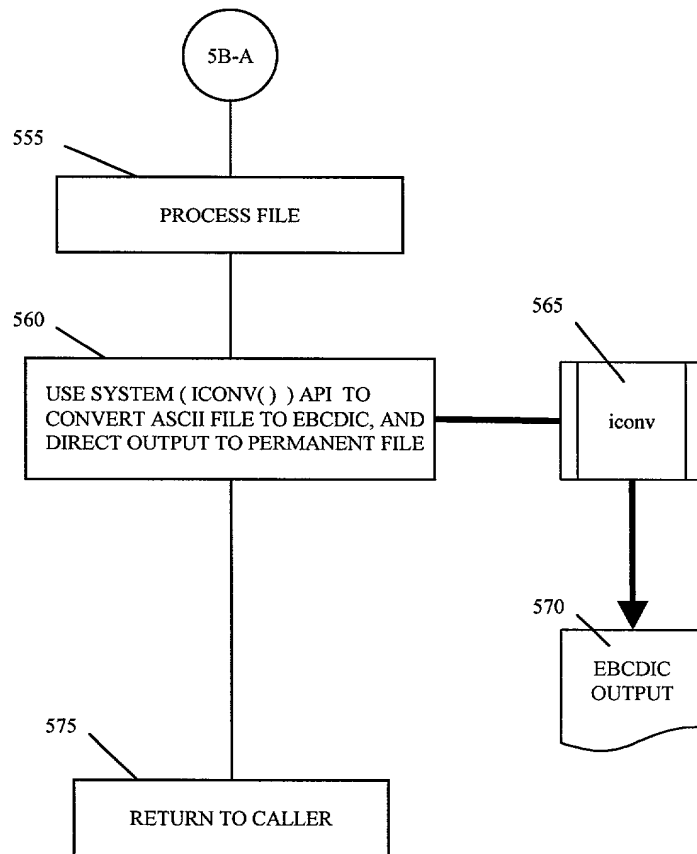 5B-A
555
PROCESS FILE
560
565
USE SYSTEM ( ICONV( ) ) API TO
CONVERT ASCII FILE TO EBCDIC, AND
DIRECT OUTPUT TO PERMANENT FILE
iconv
570
EBCDIC
OUTPUT
575
RETURN TO CALLER